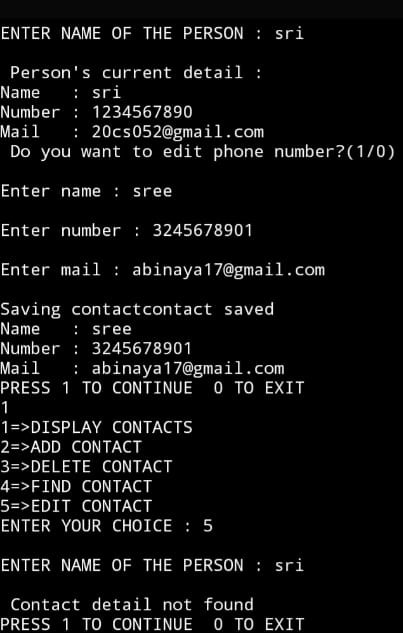 ENTER NAME OF THE PERSON : sri
Person's current detail :
Name   : sri
Number : 1234567890
Mail   : 20cs052@gmail.com
Do you want to edit phone number?(1/0)
Enter name : sree
Enter number : 3245678901
Enter mail : abinaya17@gmail.com
Saving contactcontact saved
Name   : sree
Number : 3245678901
Mail   : abinaya17@gmail.com
PRESS 1 TO CONTINUE  0 TO EXIT
1
1=>DISPLAY CONTACTS
2=>ADD CONTACT
3=>DELETE CONTACT
4=>FIND CONTACT
5=>EDIT CONTACT
ENTER YOUR CHOICE : 5
ENTER NAME OF THE PERSON : sri
Contact detail not found
PRESS 1 TO CONTINUE  0 TO EXIT